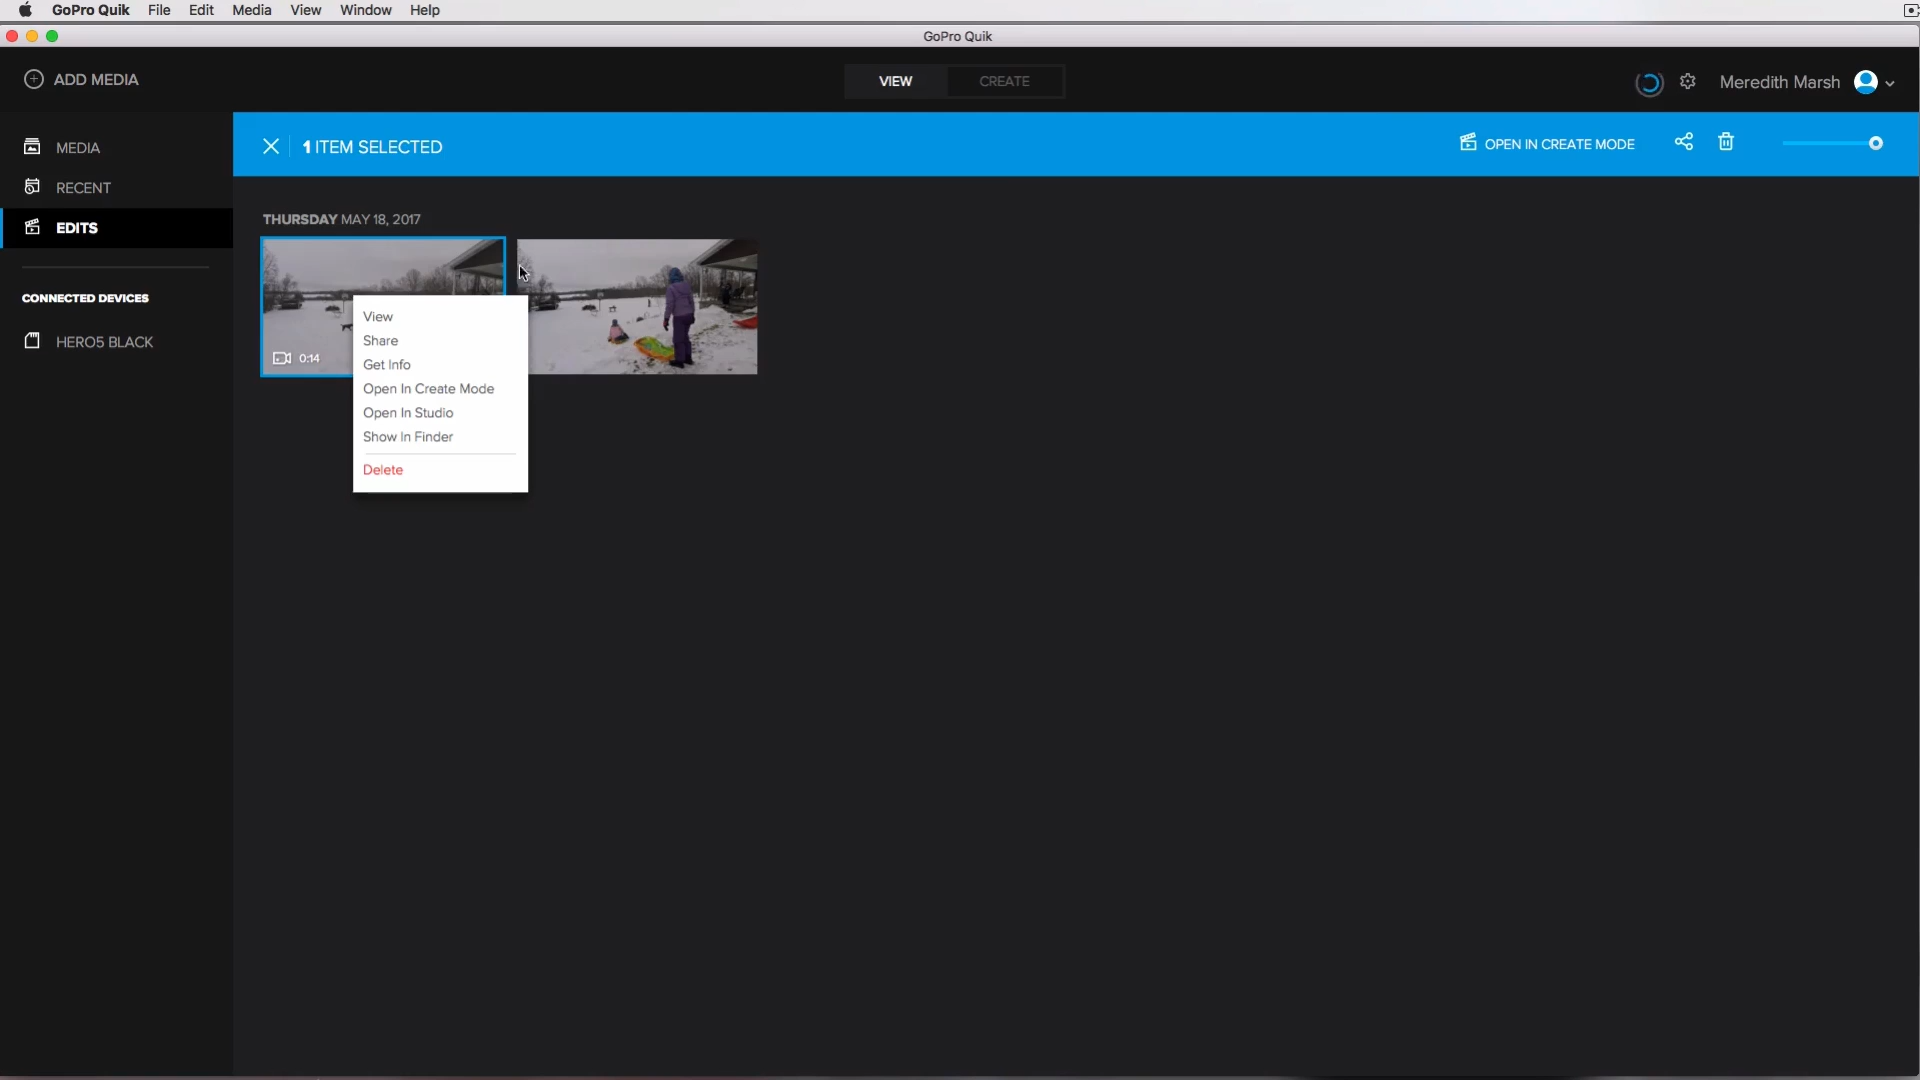 GoPro Quik File Edit Media View Window Help
GoPro Quik
ADD MEDIA
VIEW CREATE
Meredith Marsh
MEDIA
RECENT
EDITS
CONNECTED DEVICES
HERO5 BLACK
1 ITEM SELECTED
OPEN IN CREATE MODE
THURSDAY MAY 18, 2017
0:14
View
Share
Get Info
Open In Create Mode
Open In Studio
Show In Finder
Delete